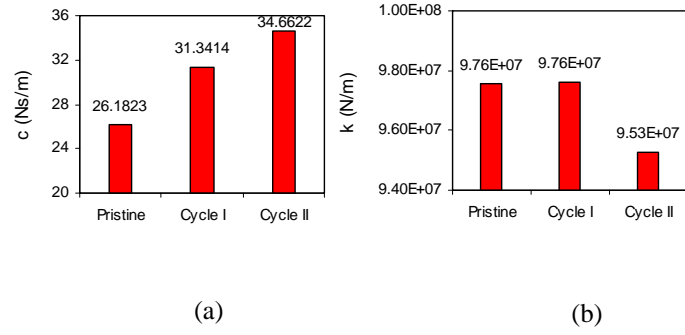 c (Ns/m)
36
32
28
24
20
26.1823
31.3414
34.6622
Pristine
Cycle I
Cycle II
(a)
k (N/m)
1.00E+08
9.80E+07
9.60E+07
9.40E+07
9.76E+07
9.76E+07
9.53E+07
Pristine
Cycle I
Cycle II
(b)